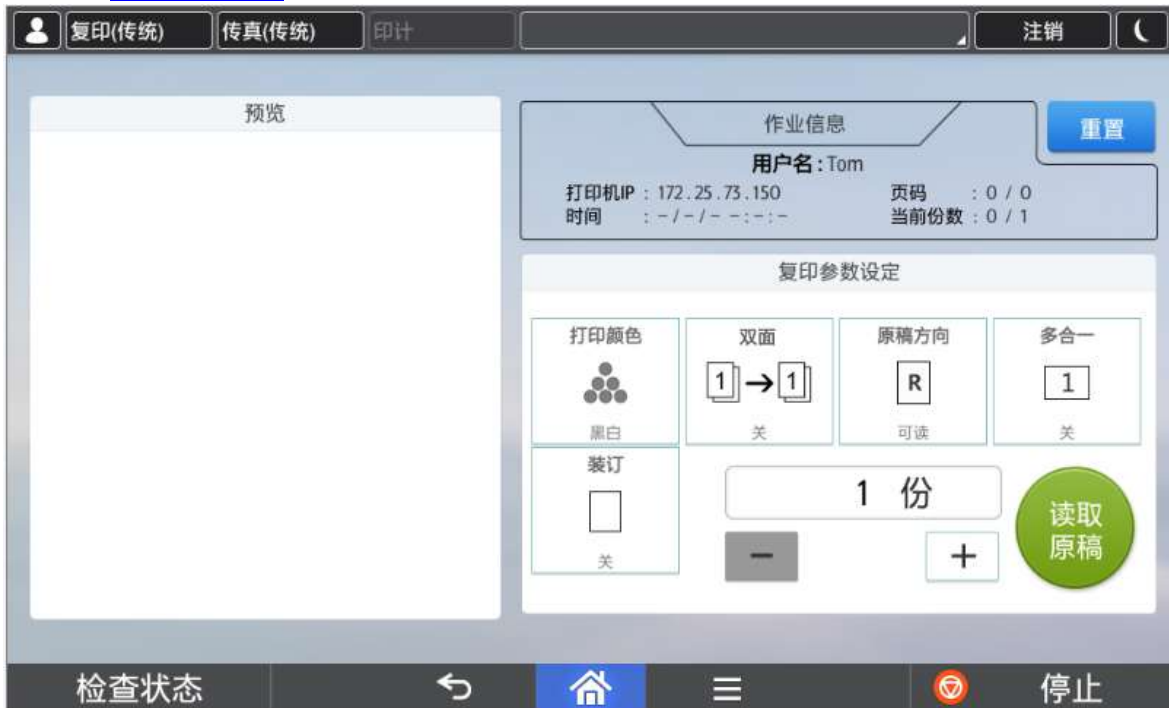 复印(传统) 传真(传统) 印计 注销
预览
作业信息 重置
用户名:Tom
打印机IP : 172.25.73.150 页码 : 0 / 0
时间 : -/-/- -:-:- 当前份数 : 0 / 1
复印参数设定
打印颜色 双面 原稿方向 多合一
1 1 R 1
黑白 关 可读 关
装订
1 份
读取
原稿
- +
关
检查状态 停止